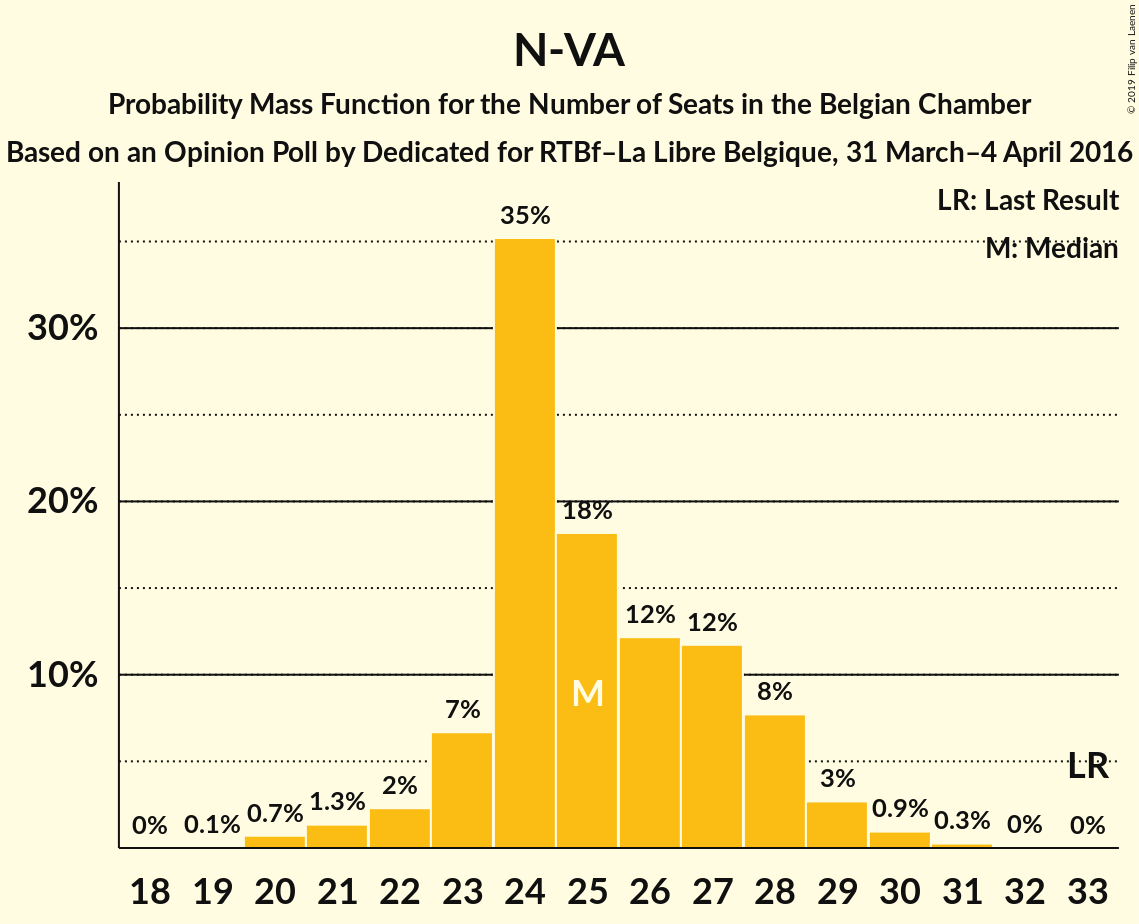 N-VA
Probability Mass Function for the Number of Seats in the Belgian Chamber
Based on an Opinion Poll by Dedicated for RTBf–La Libre Belgique, 31 March–4 April 2016
© 2019 Filip van Laenen
LR: Last Result
M: Median
30%
20%
10%
0%
0.1%
0.7%
1.3%
2%
7%
35%
18%
12%
12%
8%
3%
0.9%
0.3%
0%
0%
M
LR
18 19 20 21 22 23 24 25 26 27 28 29 30 31 32 33